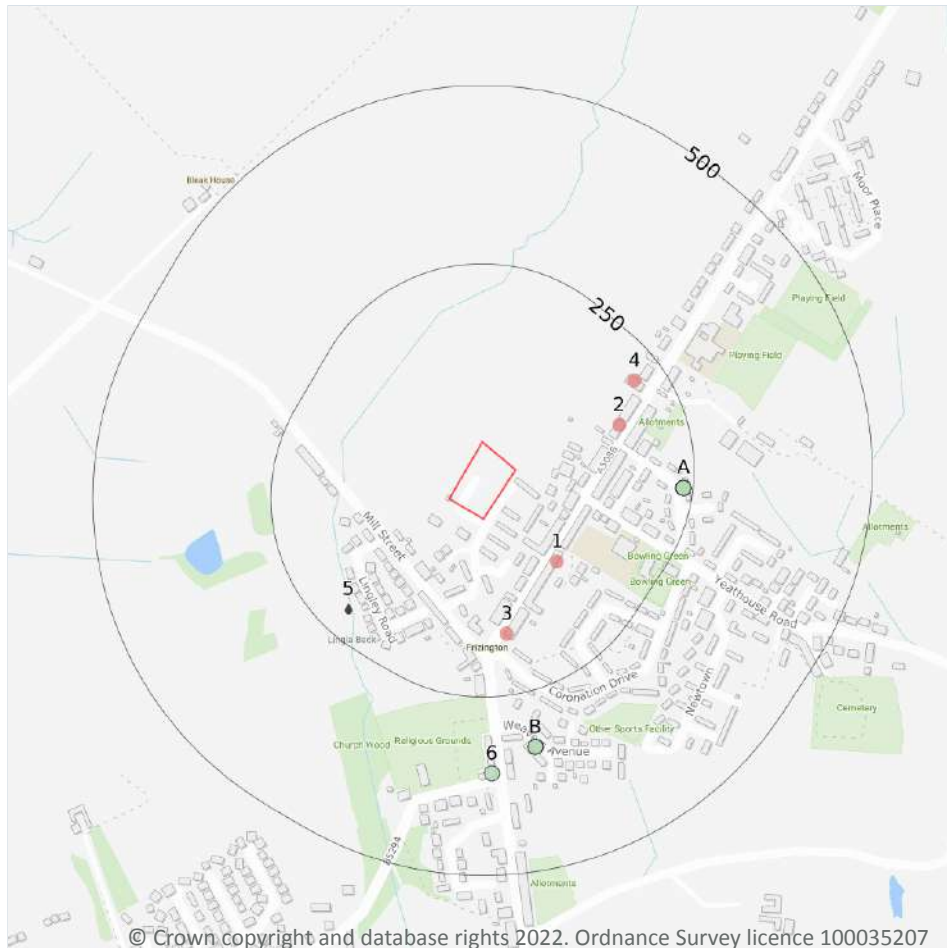 500
Moor Place
Bleak House
Playing Field
250
Playing Field
4
2
Allotments
A5086
A
Allotments
Mill Street
1
Bowling Green
Bowling Green
Yeathouse Road
5
Lingley Road
3
Lingla Beck
Frizington
Coronation Drive
Newtown
Cemetery
Other Sports Facility
B
Avenue
Church Wood
Religious Grounds
6
B5294
Allotments
© Crown copyright and database rights 2022. Ordnance Survey licence 100035207